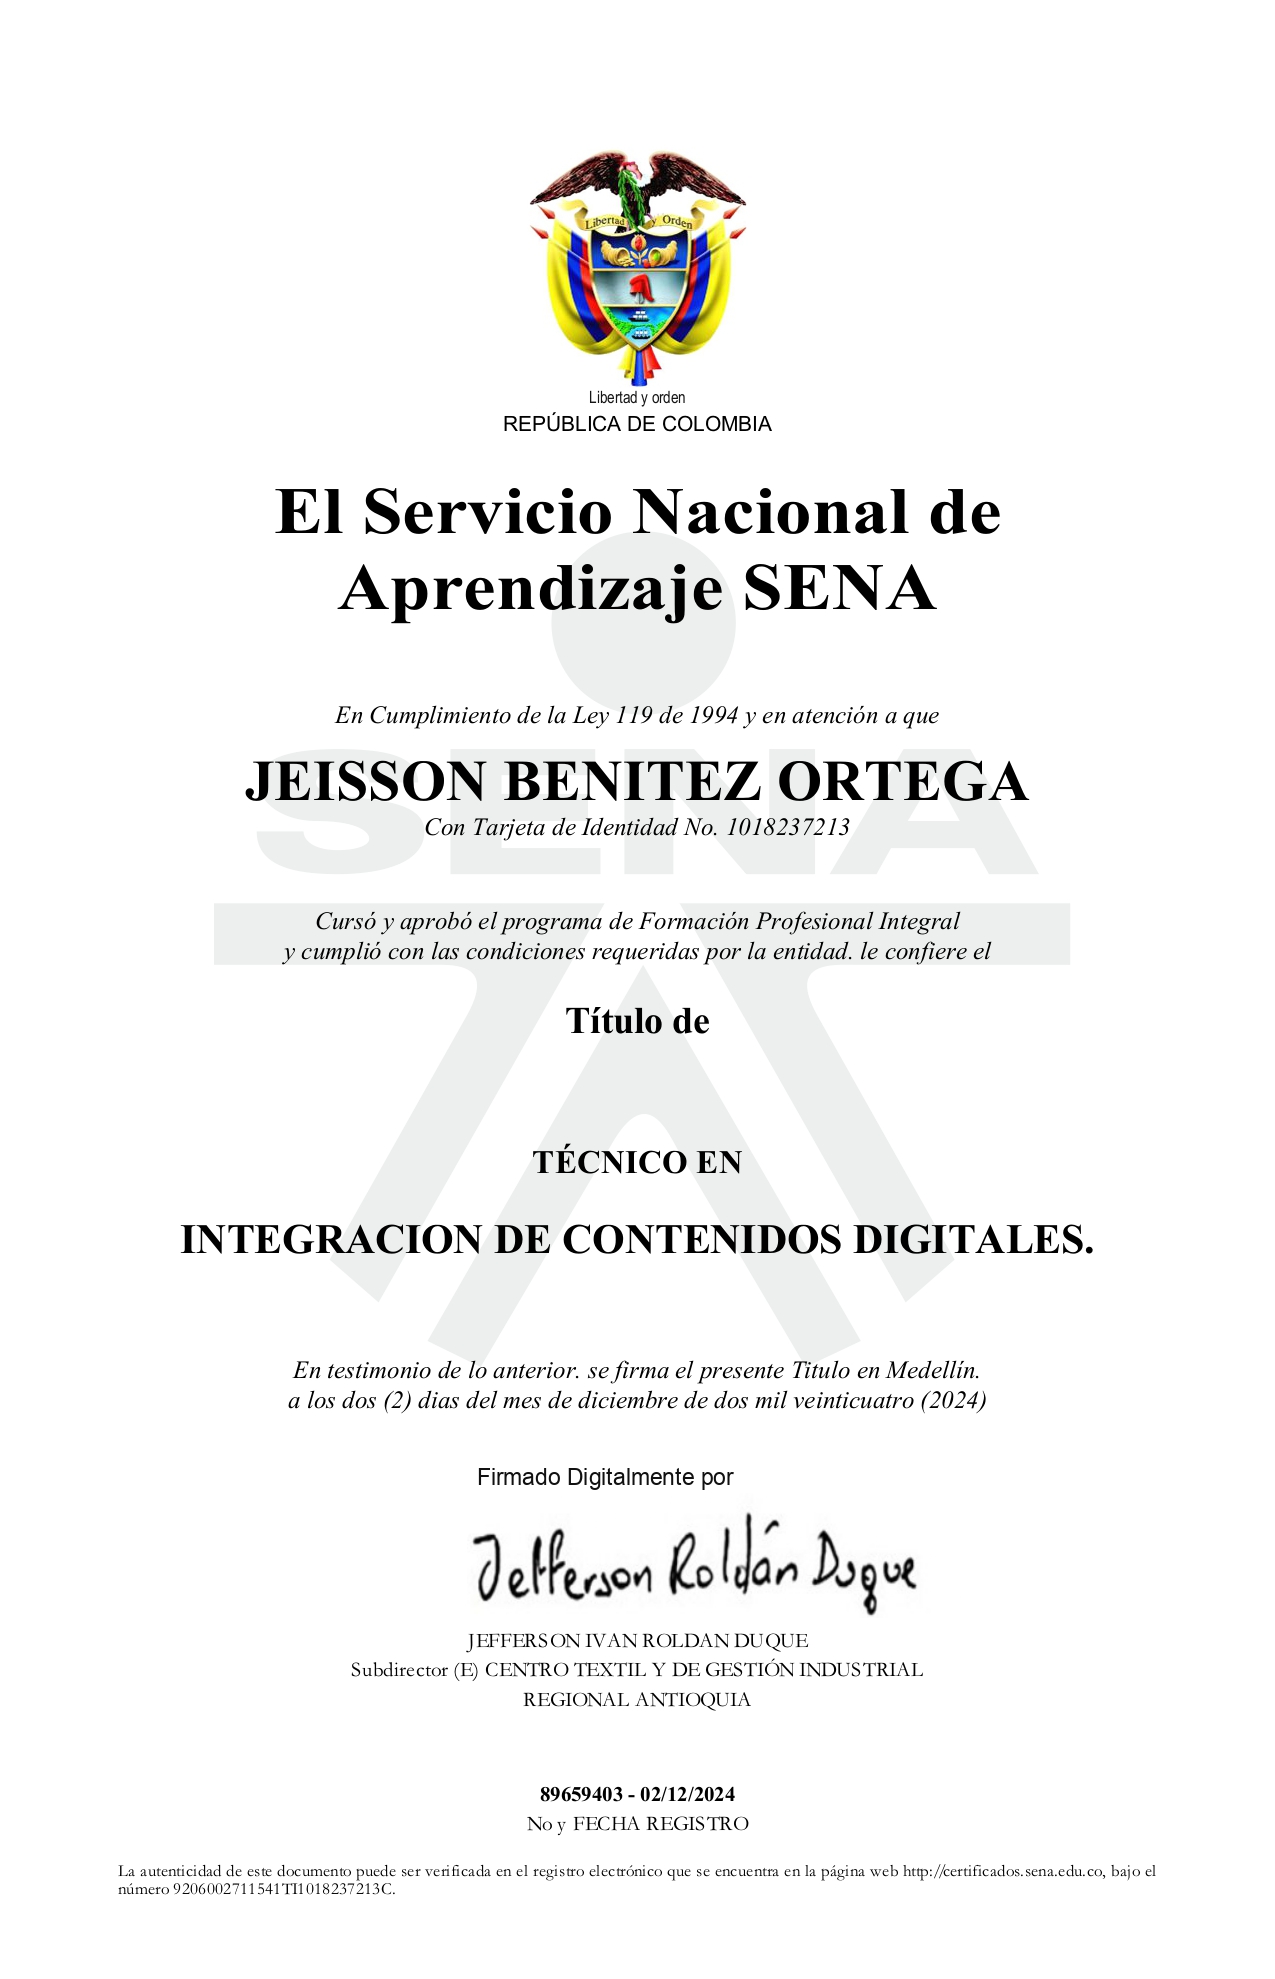 Libertad y Orden
Libertad y orden
REPÚBLICA DE COLOMBIA
El Servicio Nacional de
Aprendizaje SENA
En Cumplimiento de la Ley 119 de 1994 y en atención a que
SENA
JEISSON BENITEZ ORTEGA
Con Tarjeta de Identidad No. 1018237213
Cursó y aprobó el programa de Formación Profesional Integral
y cumplió con las condiciones requeridas por la entidad. le confiere el
Título de
TÉCNICO EN
INTEGRACION DE CONTENIDOS DIGITALES.
En testimonio de lo anterior. se firma el presente Titulo en Medellín.
a los dos (2) dias del mes de diciembre de dos mil veinticuatro (2024)
Firmado Digitalmente por
Jefferson Roldán Duque
JEFFERSON IVAN ROLDAN DUQUE
Subdirector (E) CENTRO TEXTIL Y DE GESTIÓN INDUSTRIAL
REGIONAL ANTIOQUIA
89659403 - 02/12/2024
No y FECHA REGISTRO
La autenticidad de este documento puede ser verificada en el registro electrónico que se encuentra en la página web http://certificados.sena.edu.co, bajo el
número 9206002711541TI1018237213C.